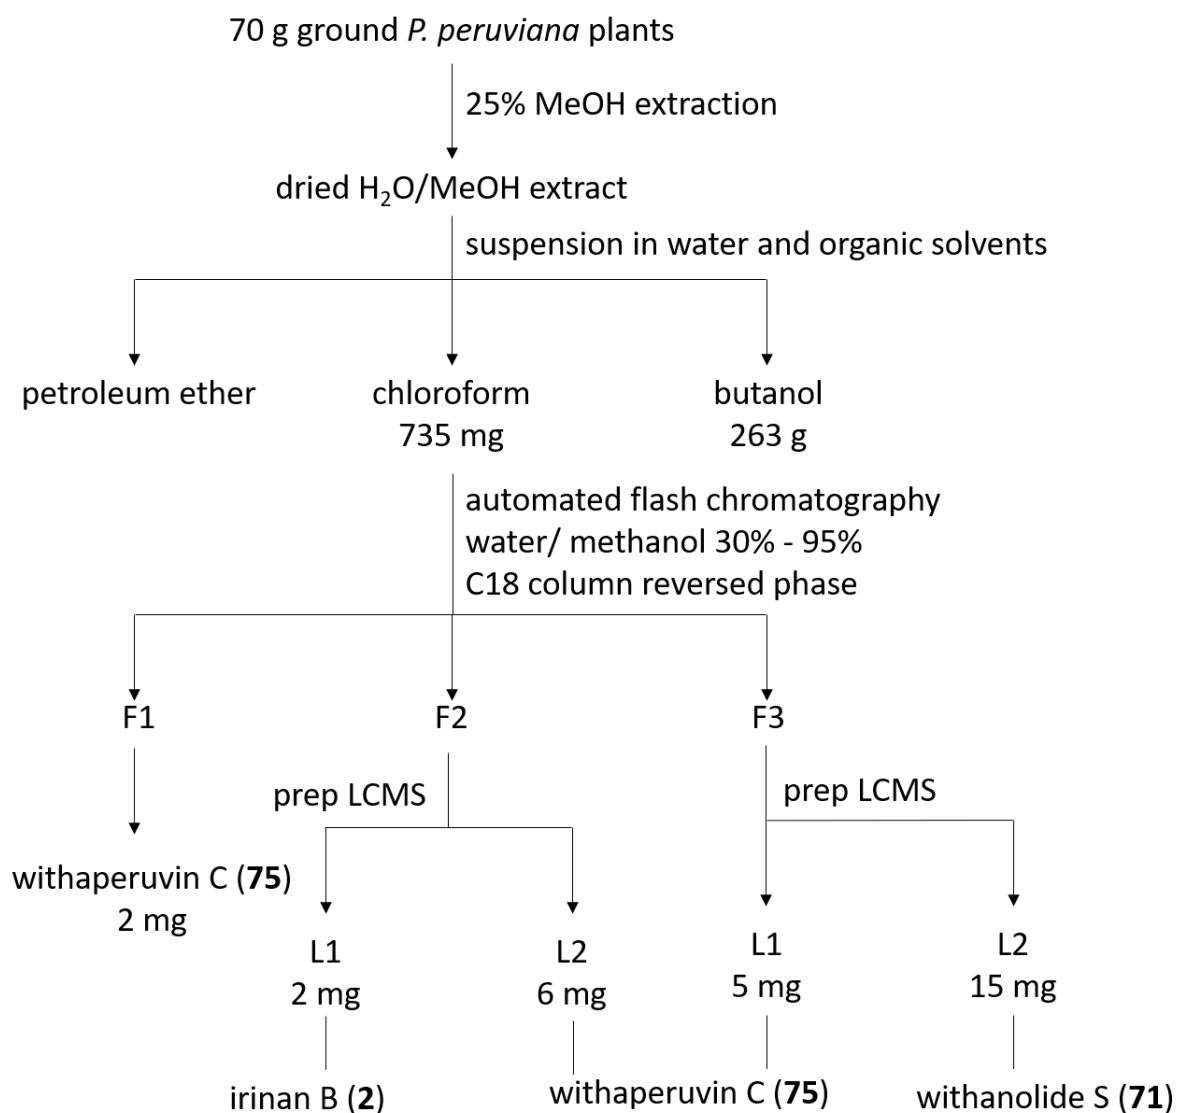 70 g ground P. peruviana plants
25% MeOH extraction
dried H₂O/MeOH extract
suspension in water and organic solvents
petroleum ether
chloroform
735 mg
butanol
263 g
automated flash chromatography
water/ methanol 30% - 95%
C18 column reversed phase
F1
F2
F3
prep LCMS
prep LCMS
withaperuvin C (75)
2 mg
L1
2 mg
L2
6 mg
L1
5 mg
L2
15 mg
irinan B (2)
withaperuvin C (75)
withanolide S (71)